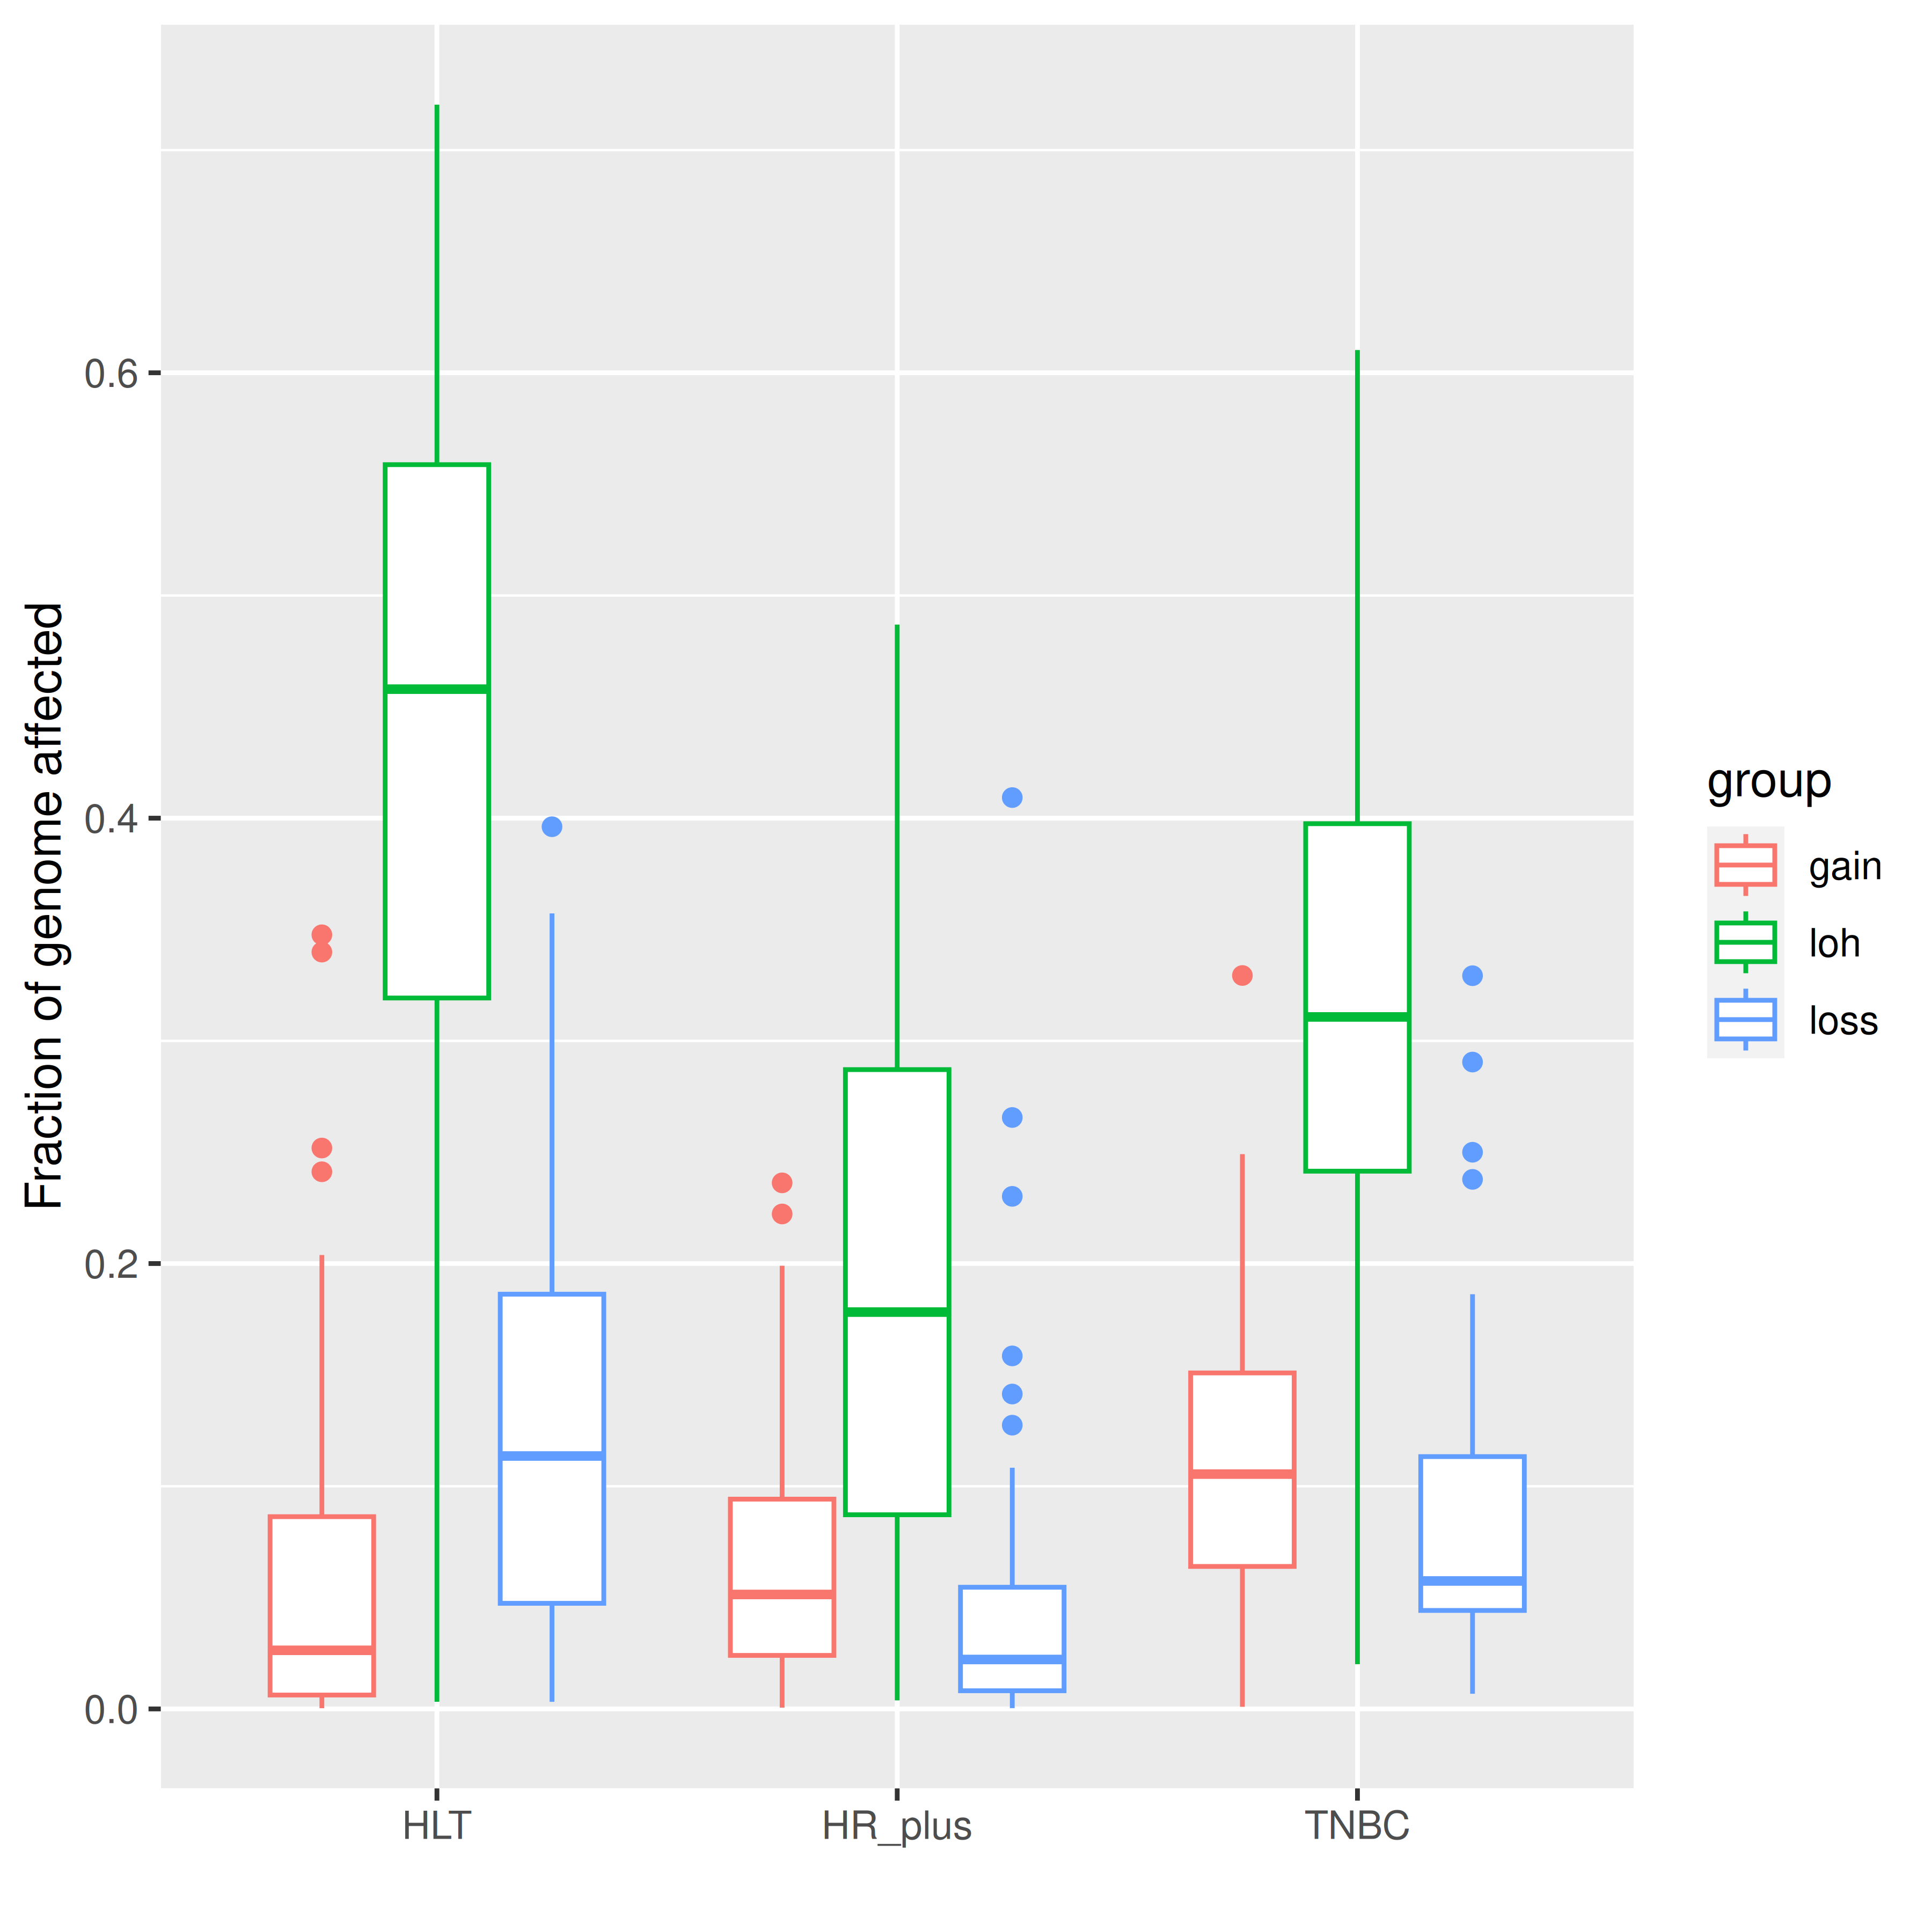 Fraction of genome affected
0.6
0.4
0.2
0.0
HLT
HR_plus
TNBC
group
gain
loh
loss